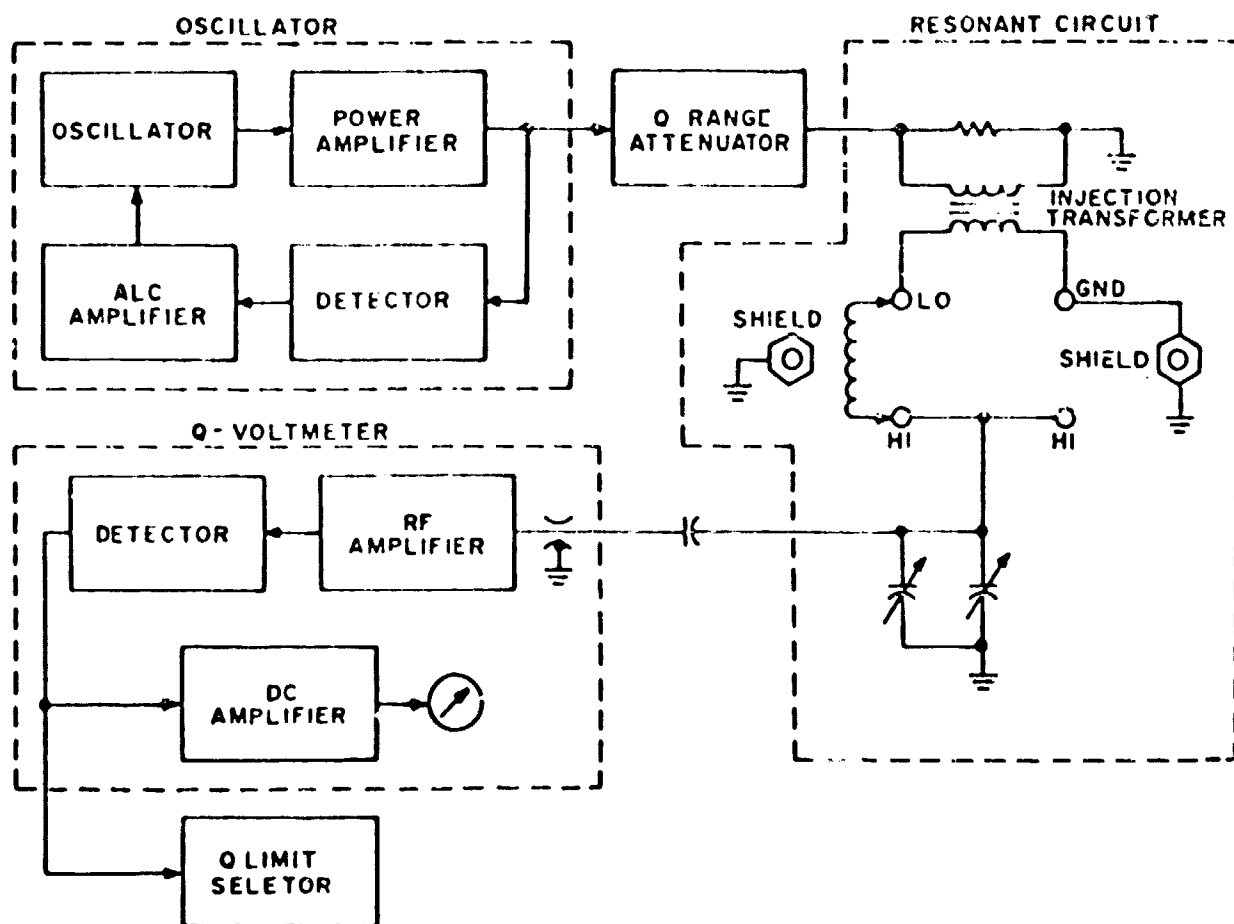 OSCILLATOR
RESONANT CIRCUIT
OSCILLATOR
POWER
AMPLIFIER
Q RANGE
ATTENUATOR
INJECTION
TRANSFORMER
ALC
AMPLIFIER
DETECTOR
LO
GND
SHIELD
SHIELD
HI
HI
Q-VOLTMETER
DETECTOR
RF
AMPLIFIER
DC
AMPLIFIER
Q LIMIT
SELETOR